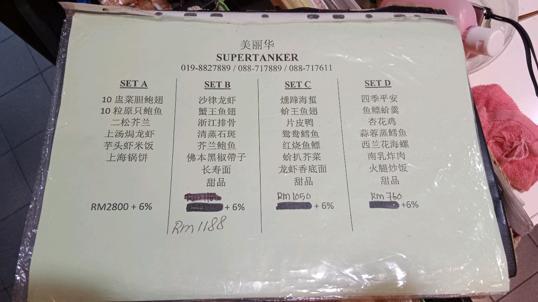 美丽华
SUPERTANKER
019-8827889 / 088-717889 / 088-717611
SET A
10 盅菜胆鲍翅
10 粒原只鲍鱼
二松芥兰
上汤焗龙虾
芋头虾米饭
上海锅饼
RM2800 + 6%
SET B
沙律龙虾
蟹王鱼翅
浙江排骨
清蒸石斑
芥兰鲍鱼
佛本黑椒帶子
长寿面
甜品
+ 6%
Rm 1188
SET C
燻蹄海蜇
蛤王鱼翅
片皮鸭
鸳鸯鳕鱼
红烧鱼鳔
蛤扒芥菜
龙虾香底面
甜品
Rm 1050
+ 6%
SET D
四季平安
鱼鳔蛤羹
杏花鸡
蒜蓉蒸鳕鱼
西兰花海螺
南乳炸肉
火腿炒饭
甜品
Rm 760
+6%